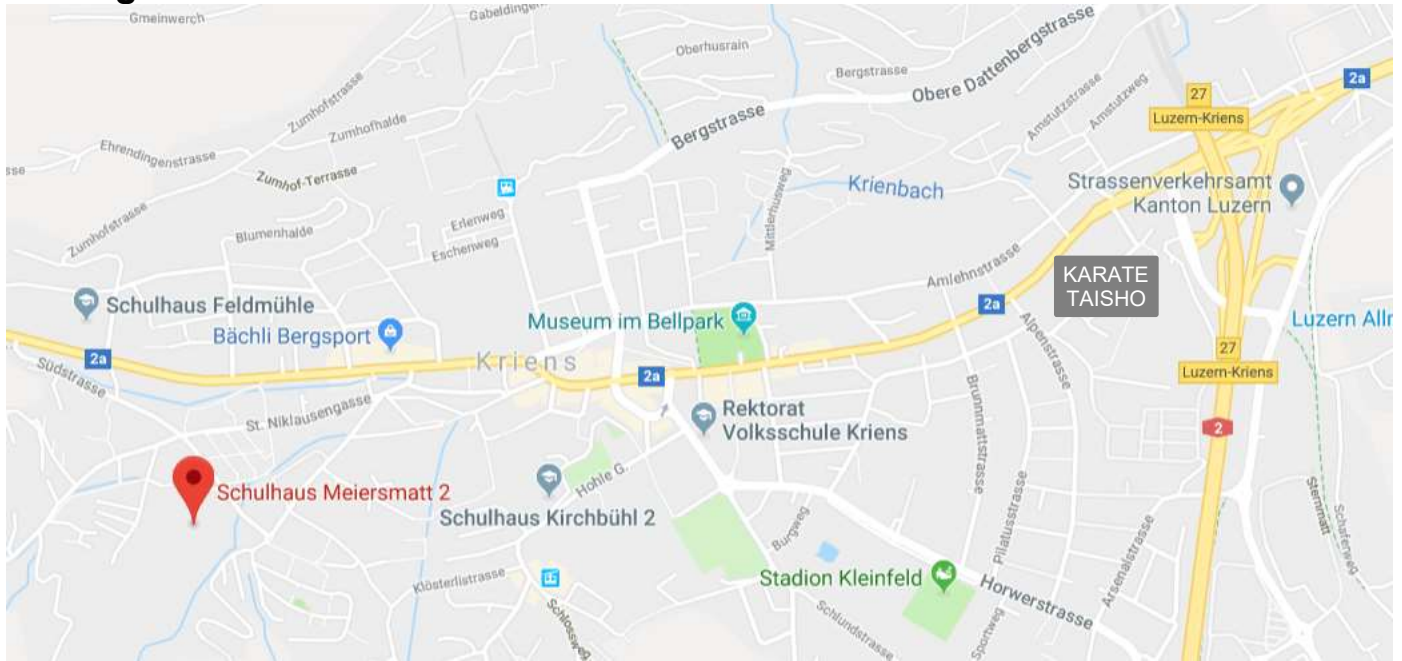 Gmeinwerch
Oberhusrain
Bergstrasse
Obere Dattenbergstrasse
2a
27
Luzern-Kriens
Zumhofstrasse
Zumhofhalde
Bergstrasse
Amstutzstrasse
Amstutzweg
Ehrendingenstrasse
Zumhof-Terrasse
Krienbach
Strassenverkehrsamt
Kanton Luzern
Mittlerhusweg
Zumhofstrasse
Blumenhalde
Erlenweg
Eschenweg
Amlehnstrasse
KARATE
TAISHO
Schulhaus Feldmühle
2a
Bächli Bergsport
Museum im Bellpark
Alpenstrasse
27
Luzern-Kriens
2a
Südstrasse
Kriens
2a
St. Niklausengasse
Rektorat
Volksschule Kriens
Brunnmattstrasse
2
Schulhaus Meiersmatt 2
Hohle G.
Schulhaus Kirchbühl 2
Burgweg
Pilatusstrasse
Sternmatt
Schäferweg
Klösterlistrasse
Stadion Kleinfeld
Horwerstrasse
Arsenalstrasse
Schlossweg
Schlundstrasse
Sportweg